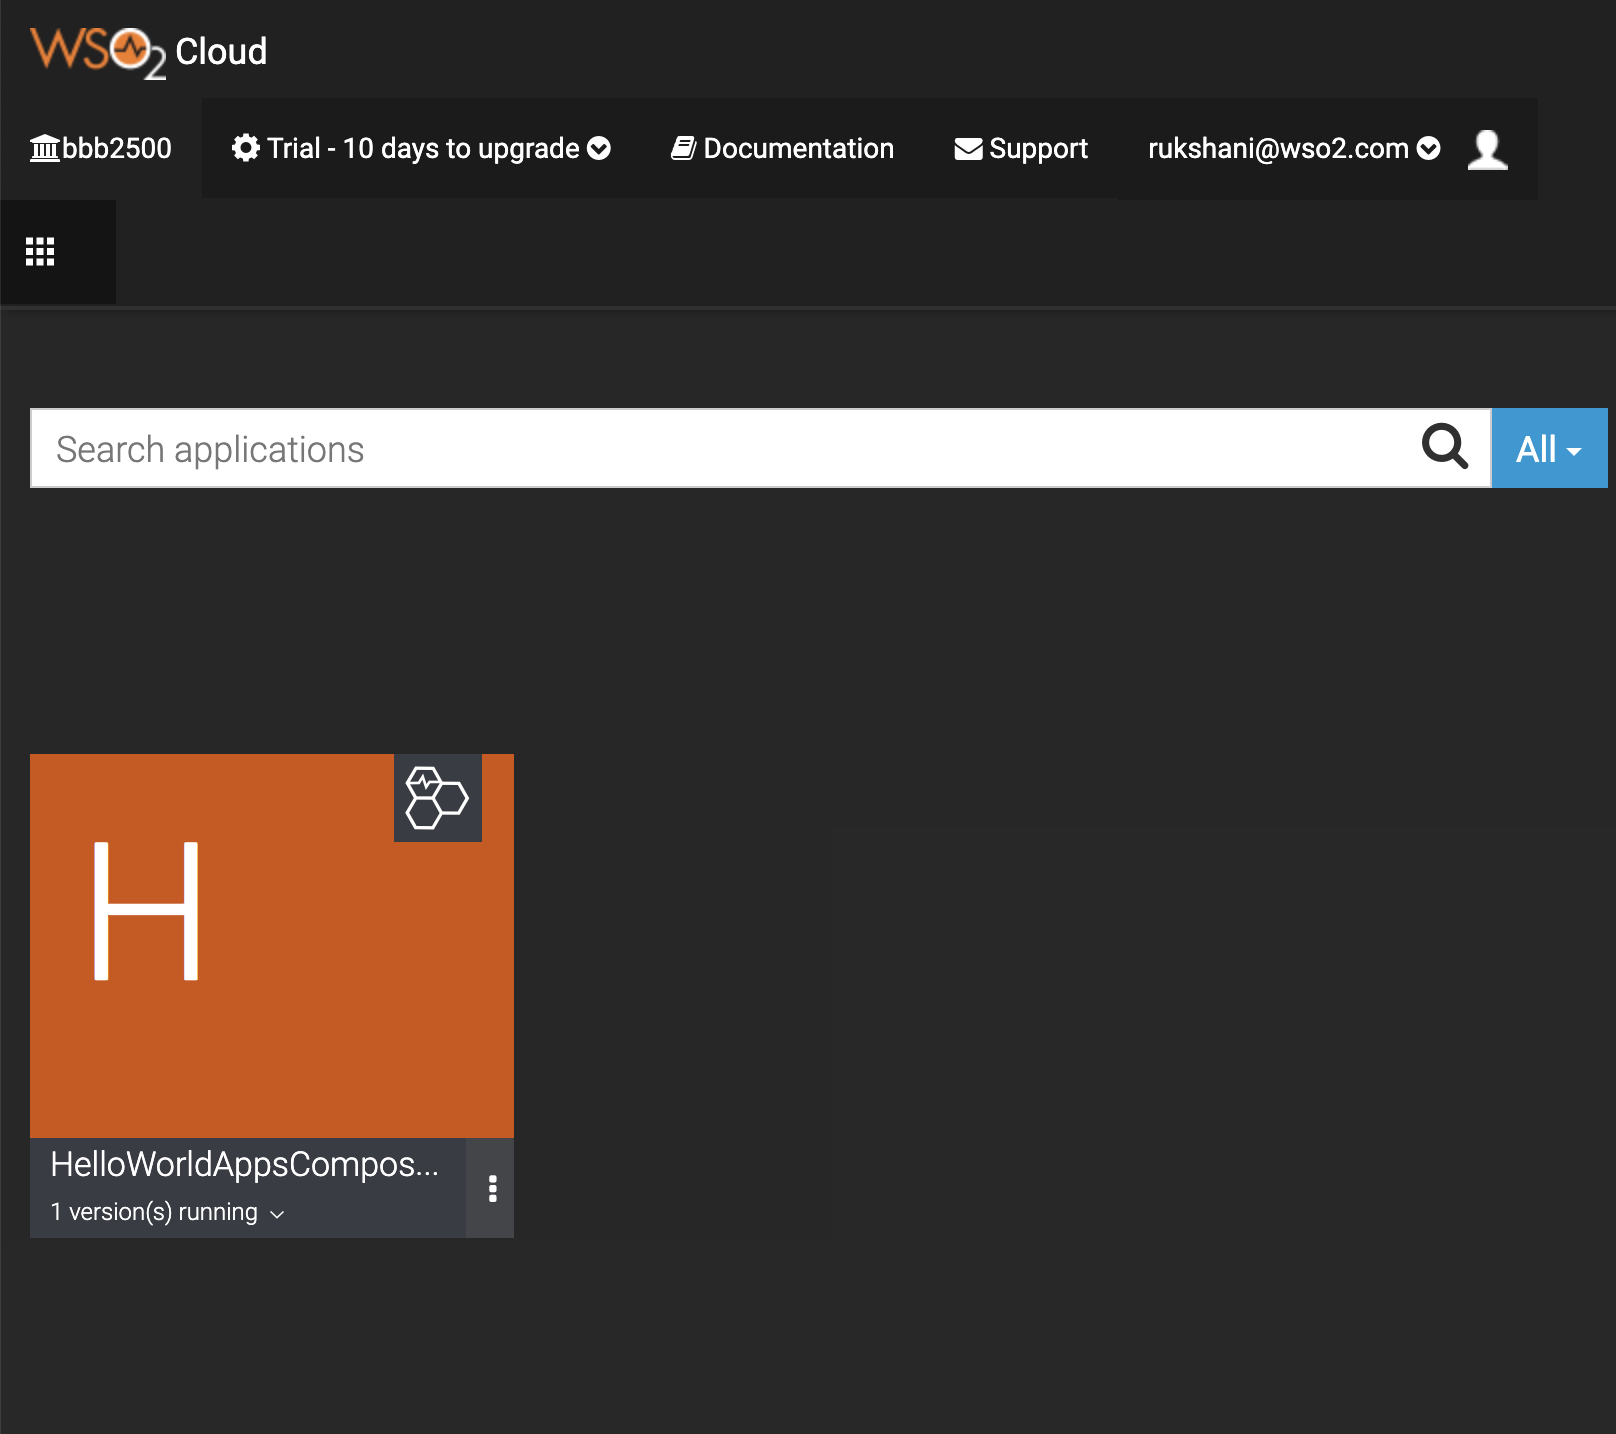 WSO2 Cloud
bbb2500
Trial - 10 days to upgrade
Documentation
Support
rukshani@wso2.com
Search applications
All
H
HelloWorldAppsCompos...
1 version(s) running